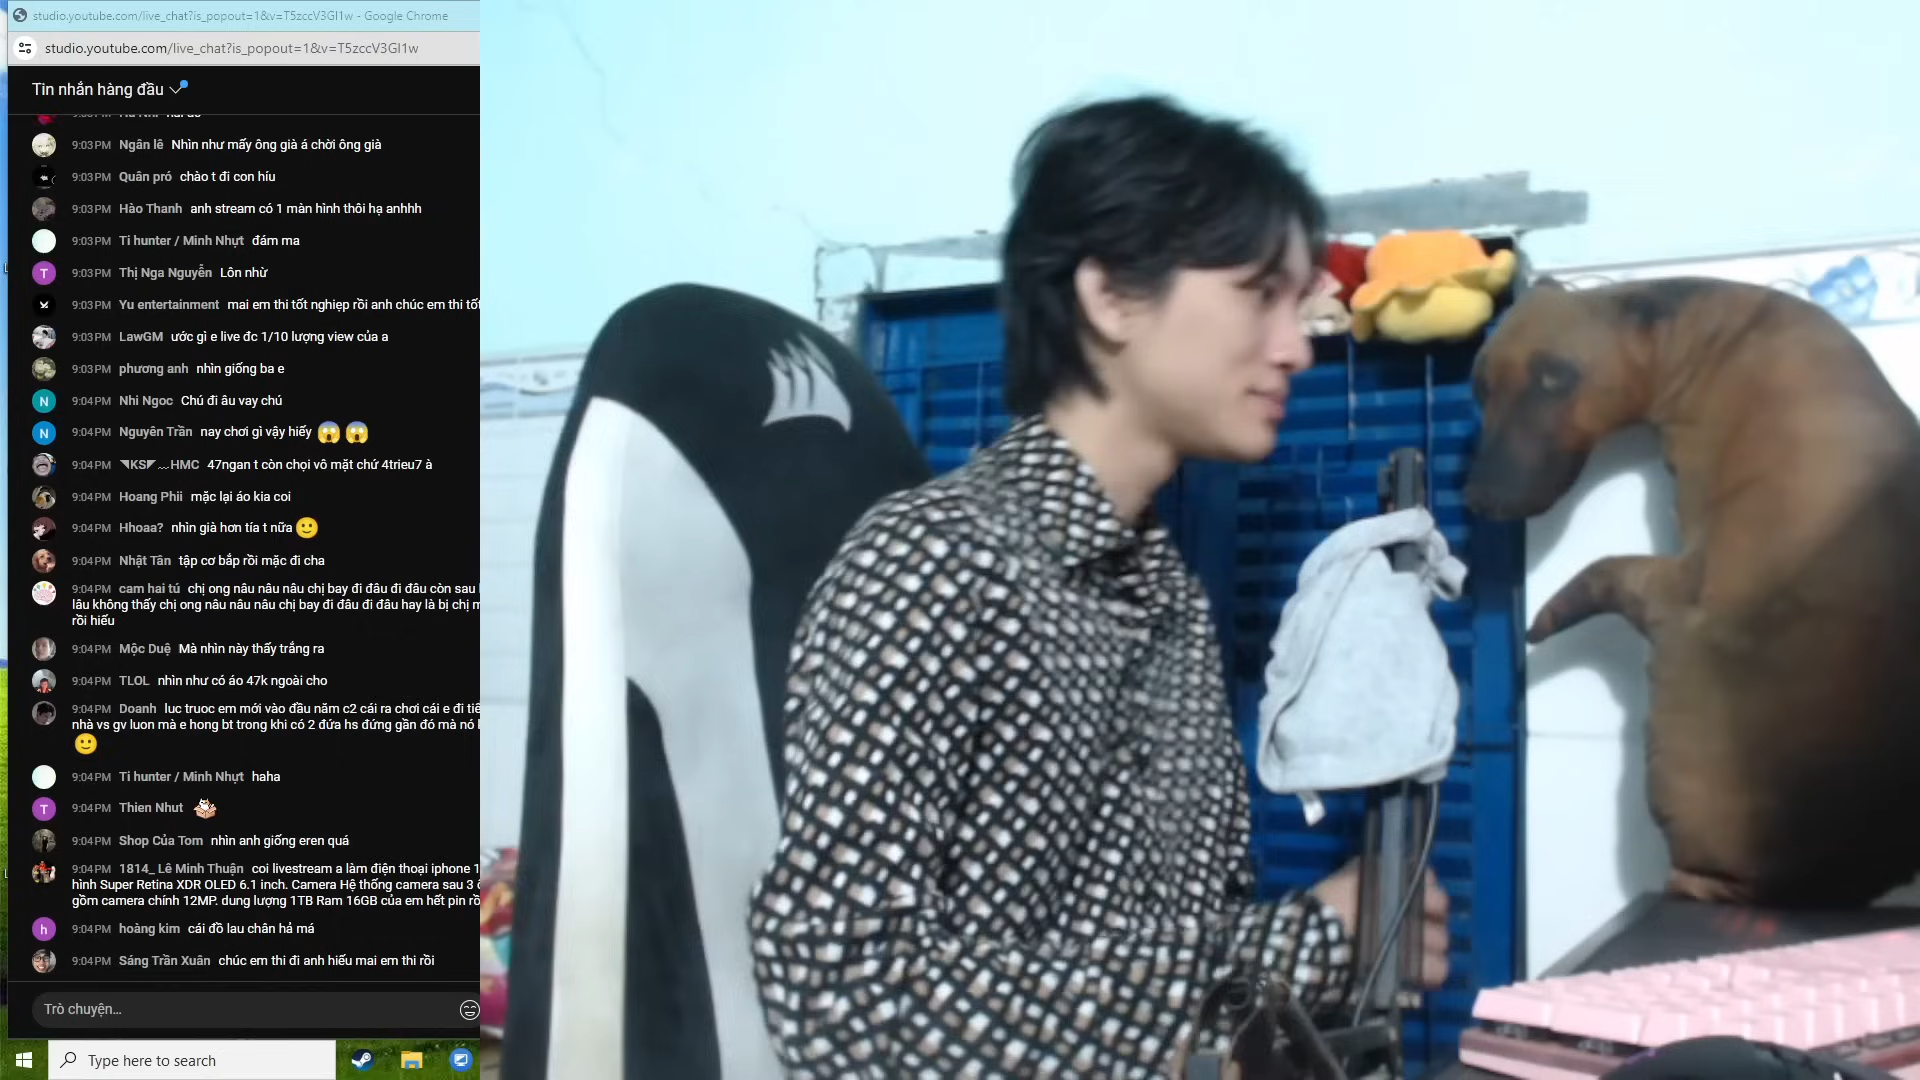 studio.youtube.com/live_chat?is_popout=1&v=T5zccV3GI1w - Google Chrome
studio.youtube.com/live_chat?is_popout=1&v=T5zccV3GI1w
Tin nhắn hàng đầu
9:03 PM Ngân lê Nhìn như mấy ông già á chời ông già
9:03 PM Quân pró chào t đi con híu
9:03 PM Hào Thanh anh stream có 1 màn hình thôi hạ anhhh
9:03 PM Ti hunter / Minh Nhựt đám ma
T 9:03 PM Thị Nga Nguyễn Lôn nhừ
9:03 PM Yu entertainment mai em thi tốt nghiẹp rồi anh chúc em thi tốt
9:03 PM LawGM ước gì e live đc 1/10 lượng view của a
9:03 PM phương anh nhìn giống ba e
N 9:04 PM Nhi Ngoc Chú đi âu vay chú
N 9:04 PM Nguyên Trần nay chơi gì vậy hiếy 😱 😱
9:04 PM ◥KS◤﹏HMC 47ngan t còn chọi vô mặt chứ 4trieu7 à
9:04 PM Hoang Phii mặc lại áo kia coi
9:04 PM Hhoaa? nhìn già hơn tía t nữa 🙂
9:04 PM Nhật Tân tập cơ bắp rồi mặc đi cha
9:04 PM cam hai tú chị ong nâu nâu nâu chị bay đi đâu đi đâu còn sau
lâu không thấy chị ong nâu nâu nâu chị bay đi đâu đi đâu hay là bị chị
rồi hiếu
9:04 PM Mộc Duệ Mà nhìn này thấy trắng ra
9:04 PM TLOL nhìn như có áo 47k ngoài cho
9:04 PM Doanh luc truoc em mới vào đầu năm c2 cái ra chơi cái e đi
nhà vs gv luon mà e hong bt trong khi có 2 đứa hs đứng gần đó mà nó
🙂
9:04 PM Ti hunter / Minh Nhựt haha
T 9:04 PM Thien Nhut
9:04 PM Shop Của Tom nhìn anh giống eren quá
9:04 PM 1814_ Lê Minh Thuận coi livestream a làm điện thoại iphone 1
hình Super Retina XDR OLED 6.1 inch. Camera Hệ thống camera sau 3
gồm camera chính 12MP. dung lượng 1TB Ram 16GB của em hết pin
h 9:04 PM hoàng kim cái đồ lau chân hả má
9:04 PM Sáng Trần Xuân chúc em thi đi anh hiếu mai em thi rồi
Trò chuyện...
Type here to search